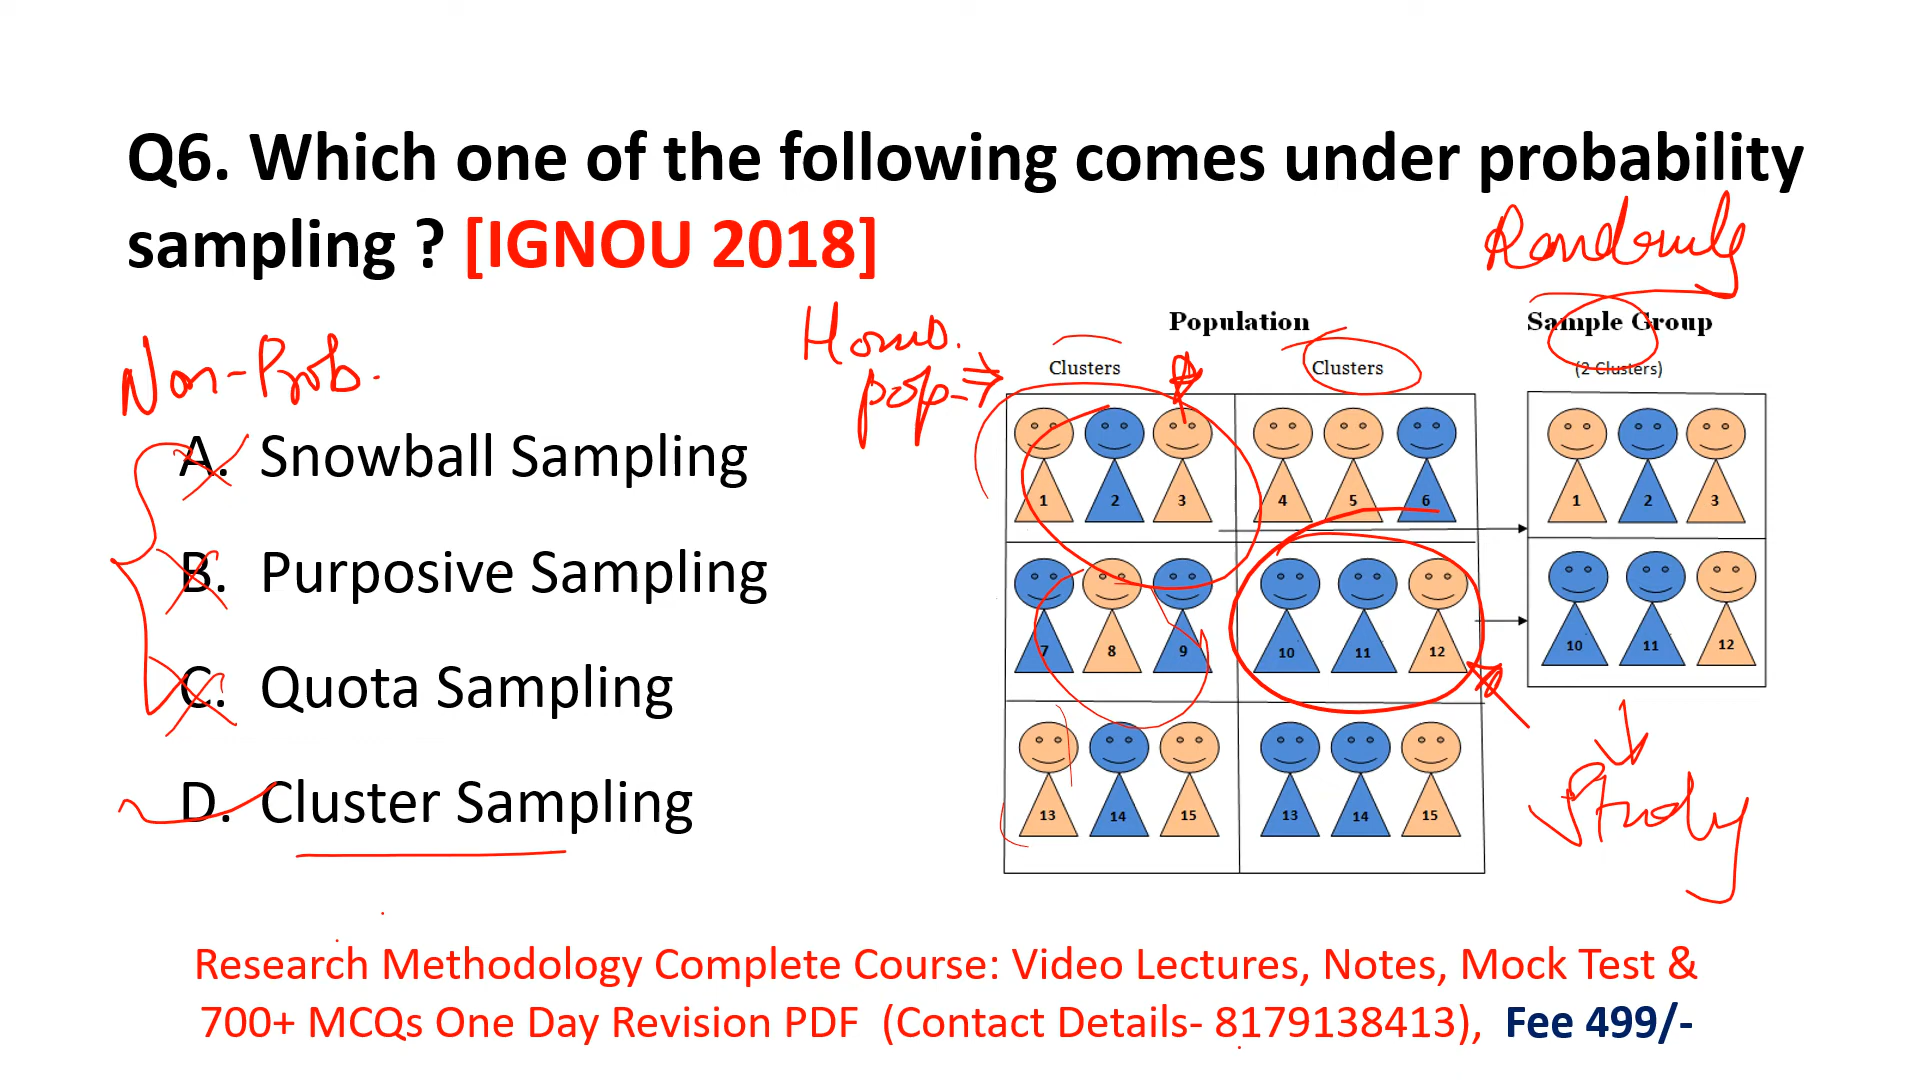 Q6. Which one of the following comes under probability
sampling ? [IGNOU 2018]
Randomly
Homo.
pop.
Population
Sample Group
Clusters
Clusters
(2 Clusters)
Non-Prob.
A. Snowball Sampling
B. Purposive Sampling
C. Quota Sampling
D. Cluster Sampling
1 2 3 4 5 6 1 2 3
7 8 9 10 11 12 10 11 12
13 14 15 13 14 15
Study
Research Methodology Complete Course: Video Lectures, Notes, Mock Test &
700+ MCQs One Day Revision PDF (Contact Details- 8179138413), Fee 499/-